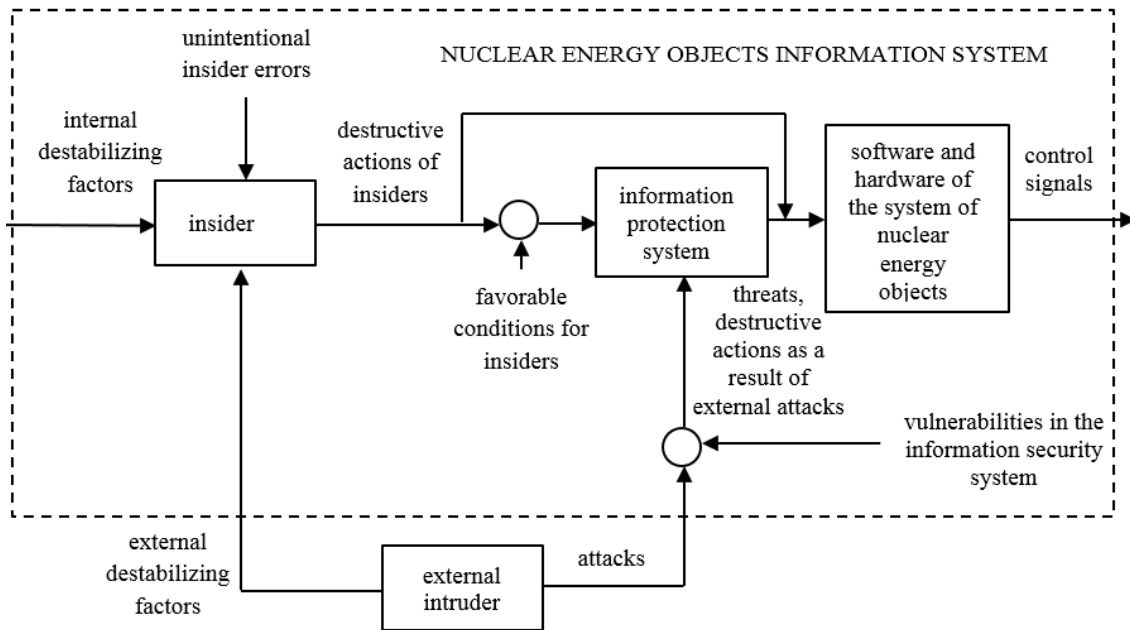 unintentional
insider errors
NUCLEAR ENERGY OBJECTS INFORMATION SYSTEM
internal
destabilizing
factors
destructive
actions of
insiders
insider
information
protection
system
software and
hardware of
the system of
nuclear
energy
objects
control
signals
favorable
conditions for
insiders
threats,
destructive
actions as a
result of
external attacks
vulnerabilities in the
information security
system
external
destabilizing
factors
external
intruder
attacks